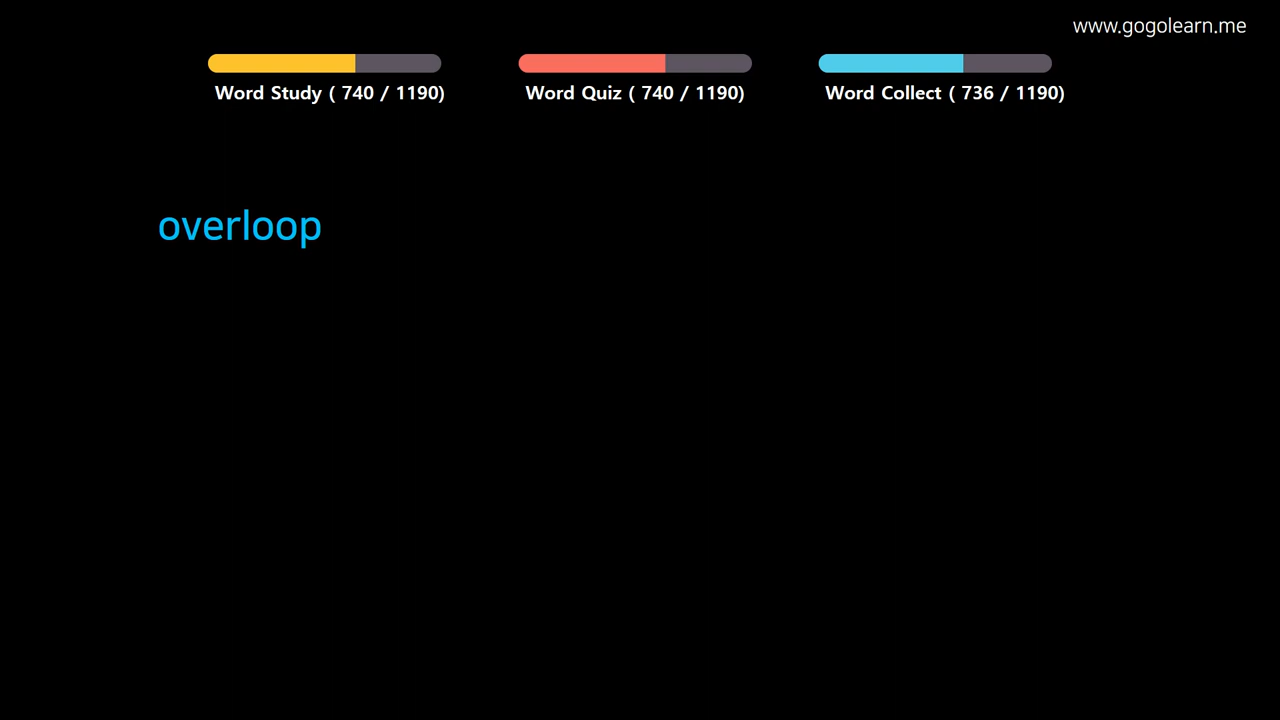 www.gogolearn.me
Word Study ( 740 / 1190)
Word Quiz ( 740 / 1190)
Word Collect ( 736 / 1190)
overloop